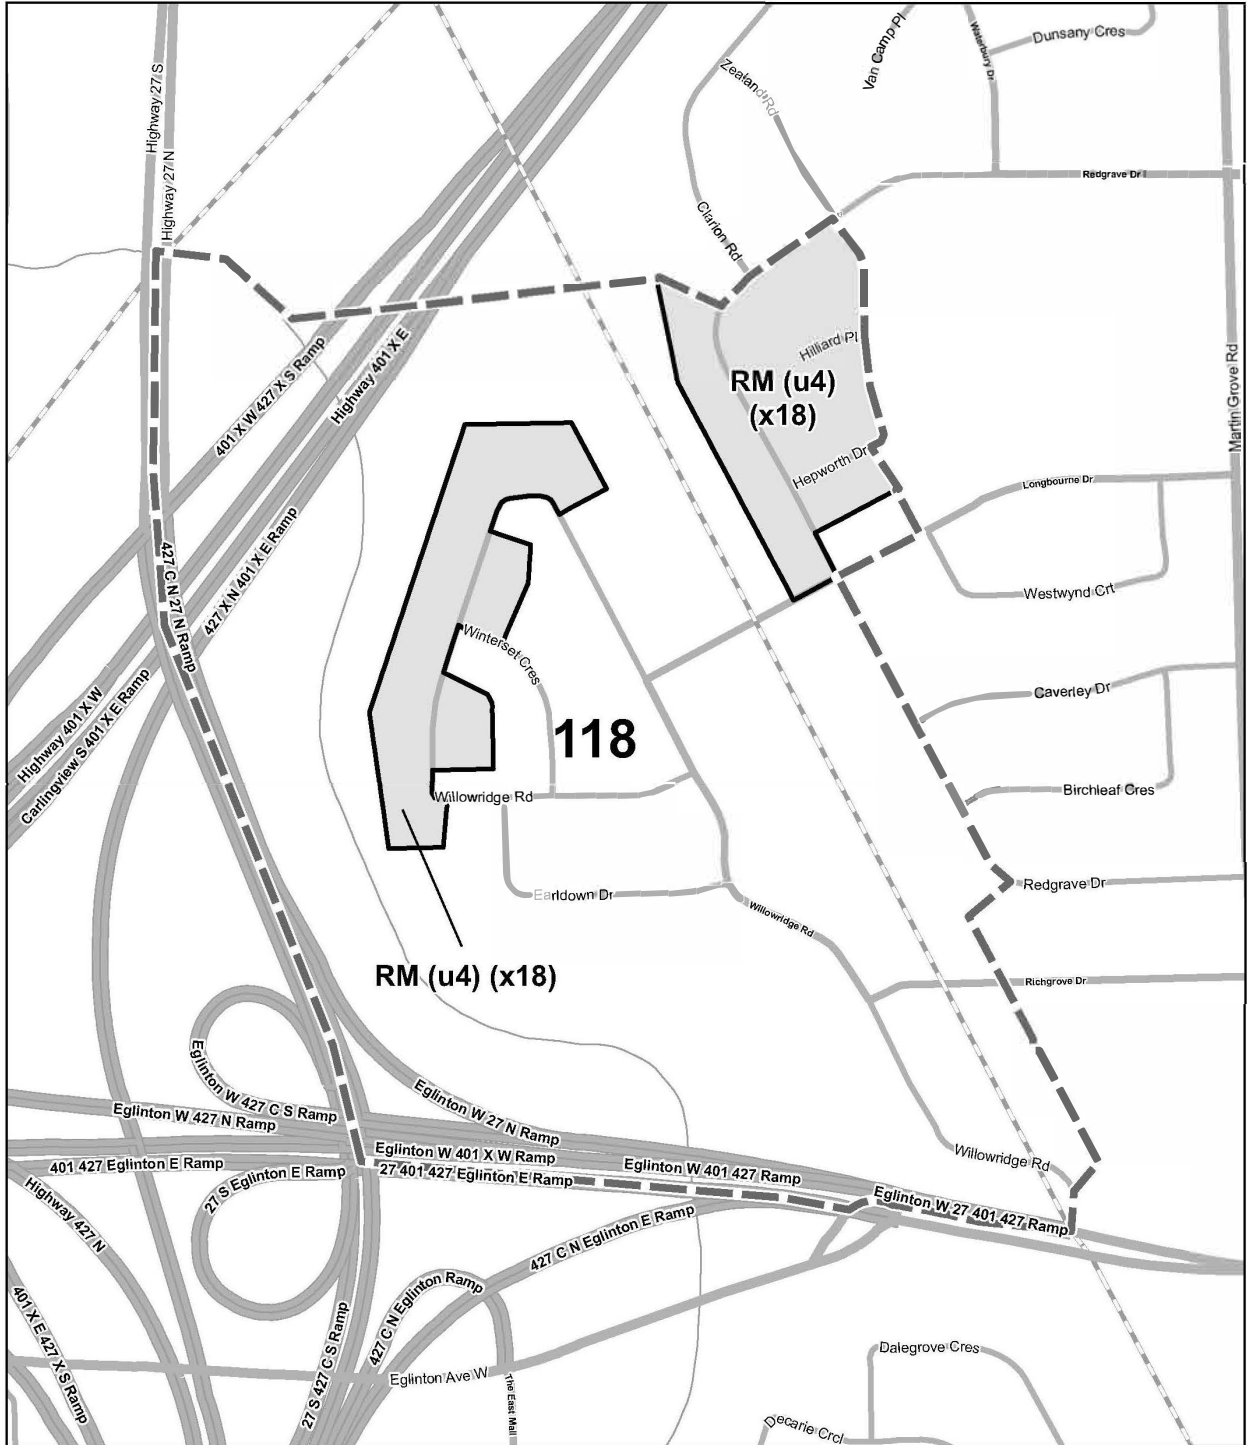 Highway 27 S
Highway 27 N
Zealand Rd
Van Camp Pl
Waterbury Dr
Dunsany Cres
Redgrave Dr
Clarion Rd
Martin Grove Rd
401 X W 427 X S Ramp
Highway 401 X E
Hilliard Pl
RM (u4)
(x18)
Hepworth Dr
Longbourne Dr
Westwynd Crt
427 C N 27 N Ramp
427 X N 401 X E Ramp
Winterset Cres
Caverley Dr
Highway 401 X W
Carlingview S 401 X E Ramp
118
Willowridge Rd
Birchleaf Cres
Earldown Dr
Redgrave Dr
Willowridge Rd
RM (u4) (x18)
Richgrove Dr
Eglinton W 427 C S Ramp
Eglinton W 27 N Ramp
Eglinton W 427 N Ramp
Eglinton W 401 X W Ramp
Willowridge Rd
401 427 Eglinton E Ramp
27 S Eglinton E Ramp
27 401 427 Eglinton E Ramp
Eglinton W 401 427 Ramp
Eglinton W 27 401 427 Ramp
Highway 427 N
427 C N Eglinton E Ramp
427 C N Eglinton Ramp
401 X E 427 X S Ramp
27 S 427 C S Ramp
Eglinton Ave W
The East Mall
Dalegrove Cres
Decarie Crcl